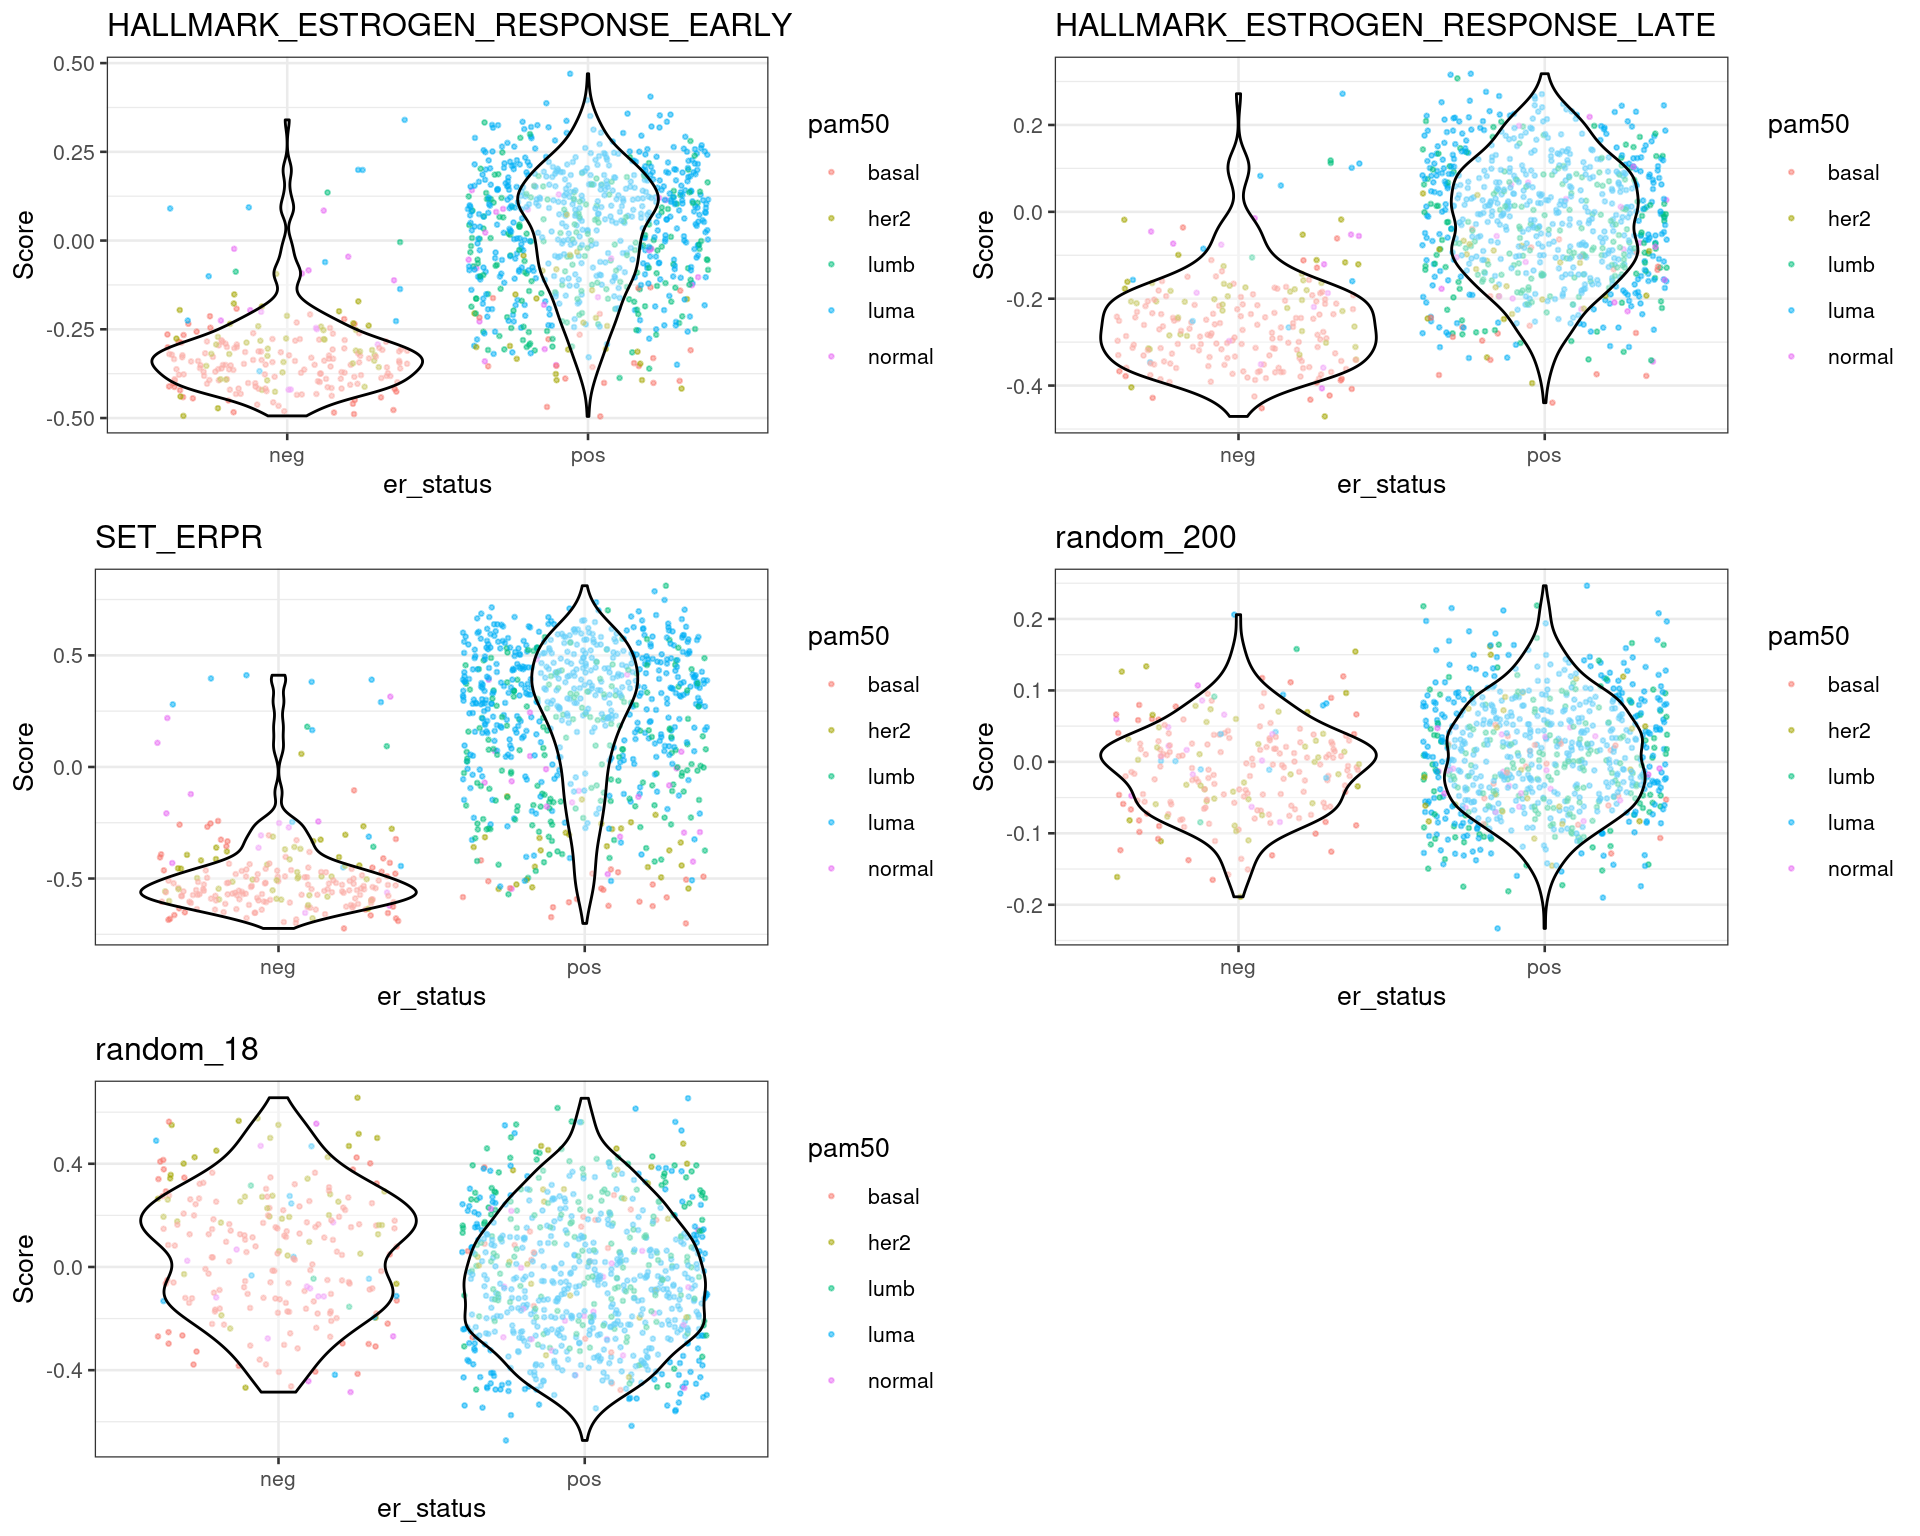 HALLMARK_ESTROGEN_RESPONSE_EARLY
Score
0.50
0.25
0.00
-0.25
-0.50
neg
pos
er_status
pam50
basal
her2
lumb
luma
normal
HALLMARK_ESTROGEN_RESPONSE_LATE
Score
0.2
0.0
-0.2
-0.4
neg
pos
er_status
pam50
basal
her2
lumb
luma
normal
SET_ERPR
Score
0.5
0.0
-0.5
neg
pos
er_status
pam50
basal
her2
lumb
luma
normal
random_200
Score
0.2
0.1
0.0
-0.1
-0.2
neg
pos
er_status
pam50
basal
her2
lumb
luma
normal
random_18
Score
0.4
0.0
-0.4
neg
pos
er_status
pam50
basal
her2
lumb
luma
normal